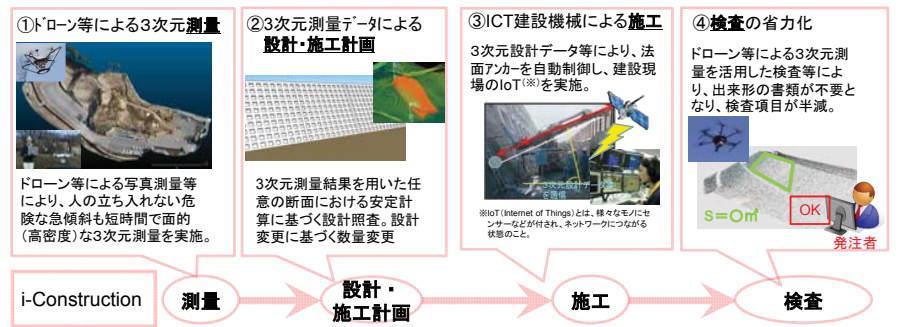 ①ドローン等による3次元測量
ドローン等による写真測量等
により、人の立ち入れない危
険な急傾斜も短時間で面的
(高密度)な3次元測量を実施。
②3次元測量データによる
設計・施工計画
3次元測量結果を用いた任
意の断面における安定計
算に基づく設計照査。設計
変更に基づく数量変更
③ICT建設機械による施工
3次元設計データ等により、法
面アンカーを自動制御し、建設現
場のIoT(※)を実施。
3次元設計データ等
を通信
※IoT(Internet of Things)とは、様々なモノにセ
ンサーなどが付され、ネットワークにつながる
状態のこと。
④検査の省力化
ドローン等による3次元測
量を活用した検査等によ
り、出来形の書類が不要と
なり、検査項目が半減。
S=〇㎡
OK
発注者
i-Construction
測量
設計・
施工計画
施工
検査